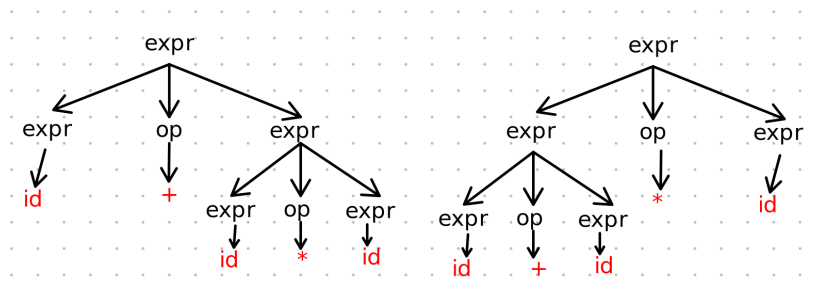 expr
expr op expr
id + expr op expr
id * id
expr
expr op expr
expr op expr * id
id + id